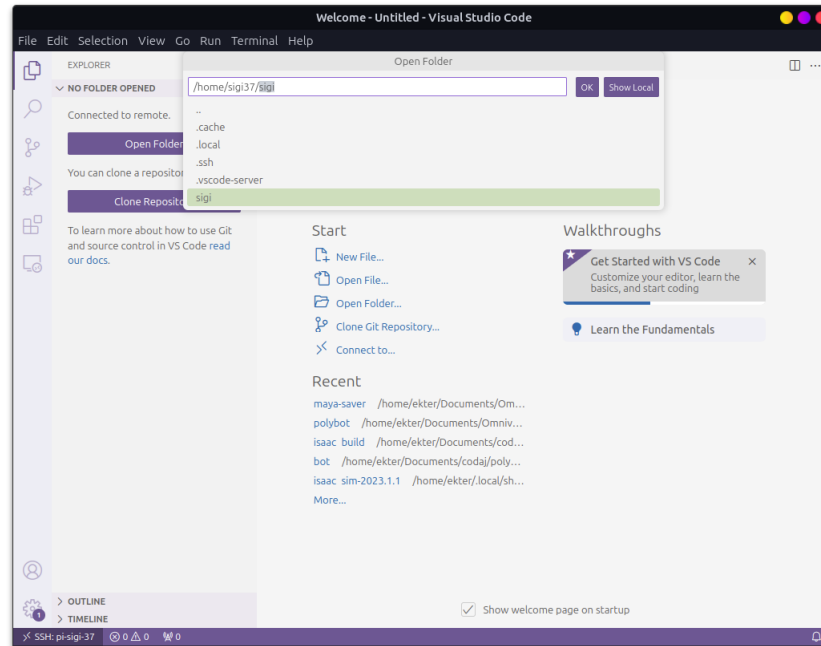 Welcome - Untitled - Visual Studio Code
File Edit Selection View Go Run Terminal Help
EXPLORER
NO FOLDER OPENED
Connected to remote.
Open Folder
You can clone a repositor
Clone Reposito
To learn more about how to use Git
and source control in VS Code read
our docs.
OUTLINE
TIMELINE
Open Folder
/home/sigi37/sigi
OK
Show Local
..
.cache
.local
.ssh
.vscode-server
sigi
Start
New File...
Open File...
Open Folder...
Clone Git Repository...
Connect to...
Recent
maya-saver /home/ekter/Documents/Om...
polybot /home/ekter/Documents/Omniv...
isaac build /home/ekter/Documents/cod...
bot /home/ekter/Documents/codaj/poly...
isaac sim-2023.1.1 /home/ekter/.local/sh...
More...
Walkthroughs
Get Started with VS Code
Customize your editor, learn the
basics, and start coding
Learn the Fundamentals
Show welcome page on startup
1
SSH: pi-sigi-37 0 0 0